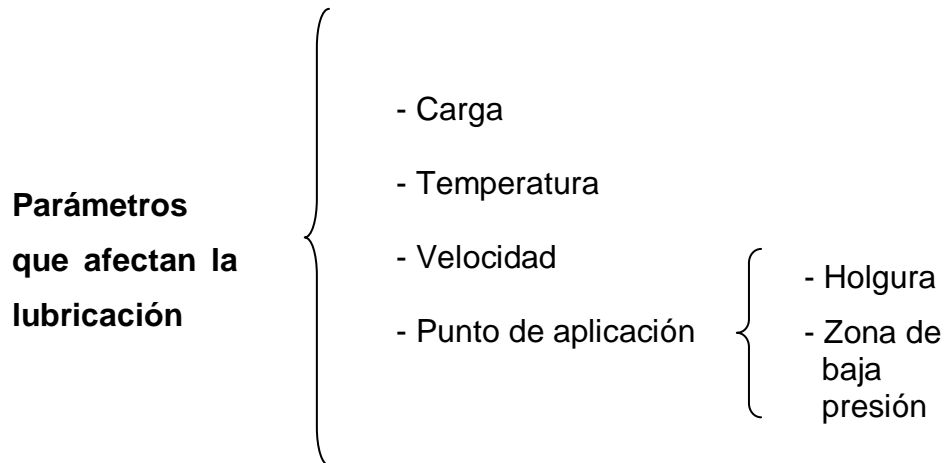 Parámetros
que afectan la
lubricación
- Carga
- Temperatura
- Velocidad
- Punto de aplicación
- Holgura
- Zona de
baja
presión